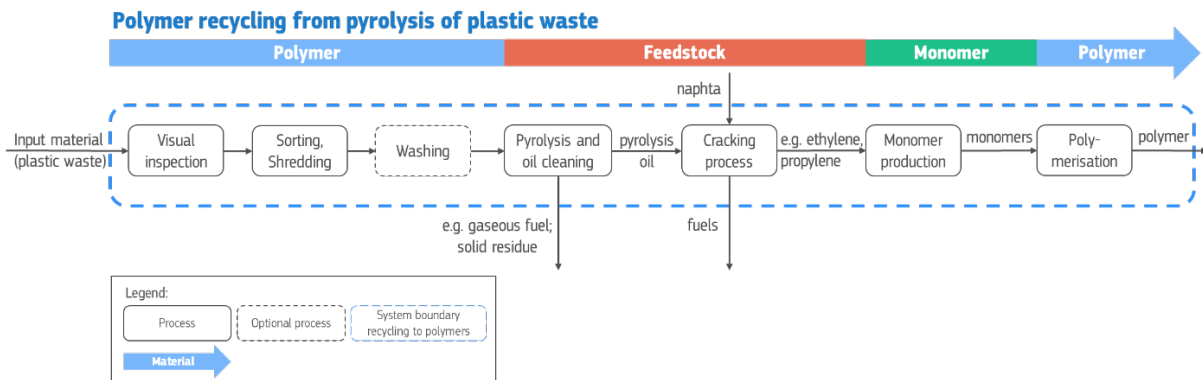 Polymer recycling from pyrolysis of plastic waste
Polymer
Feedstock
Monomer
Polymer
naphta
Input material
(plastic waste)
Visual
inspection
Sorting,
Shredding
Washing
Pyrolysis and
oil cleaning
pyrolysis
oil
Cracking
process
e.g. ethylene,
propylene
Monomer
production
monomers
Poly-
merisation
polymer
e.g. gaseous fuel;
solid residue
fuels
Legend:
Process
Optional process
System boundary
recycling to polymers
Material